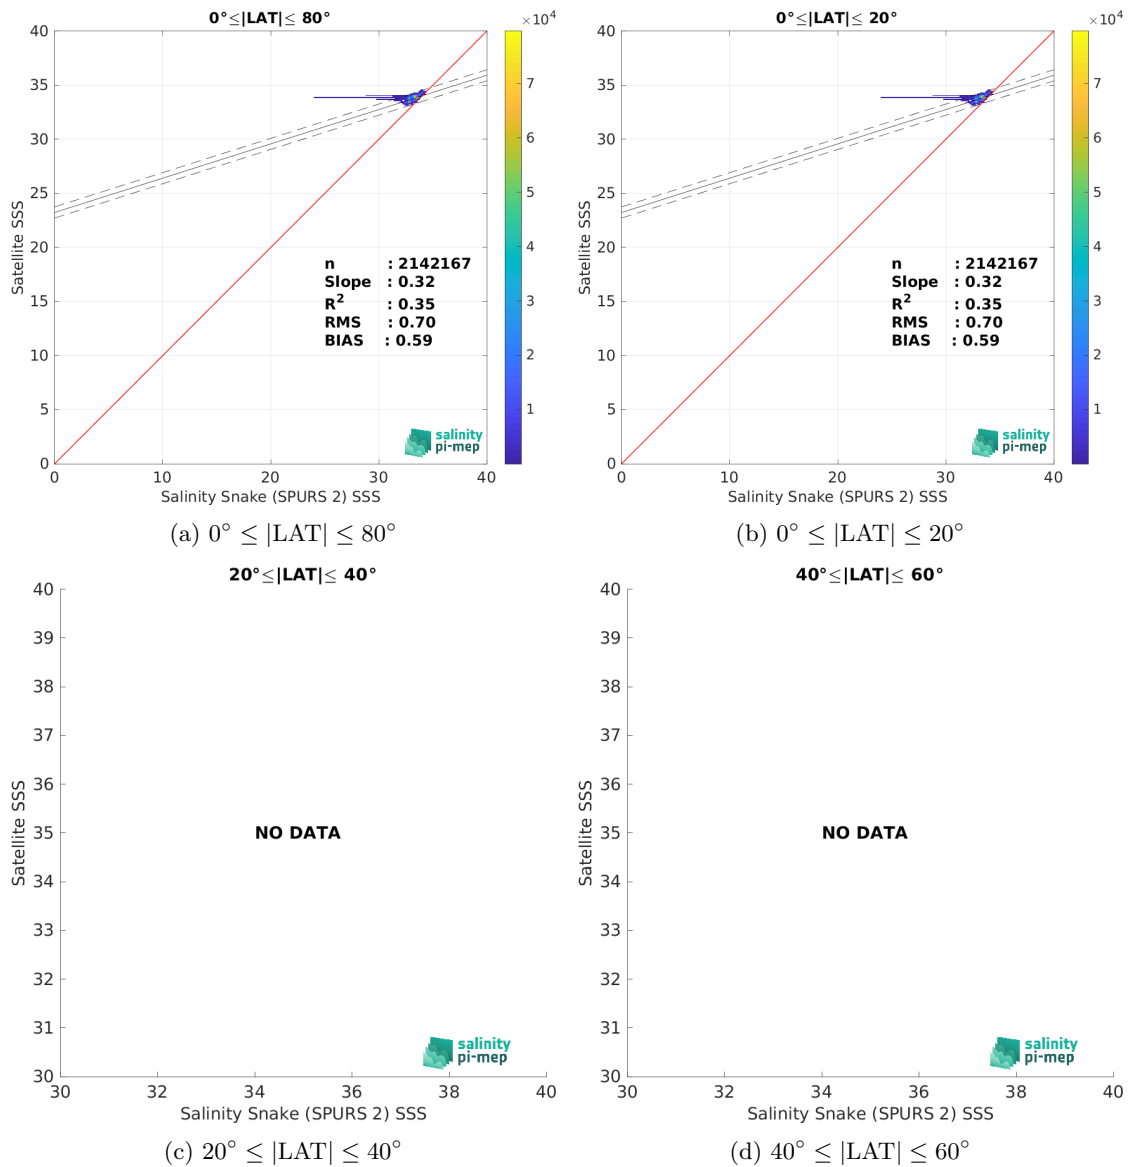 0°≤|LAT|≤ 80°
×10⁴
40
35
30
25
20
15
10
5
0
Satellite SSS
n : 2142167
Slope : 0.32
R² : 0.35
RMS : 0.70
BIAS : 0.59
salinity
pi-mep
0 10 20 30 40
Salinity Snake (SPURS 2) SSS
7
6
5
4
3
2
1
(a) 0° ≤ |LAT| ≤ 80°
0°≤|LAT|≤ 20°
×10⁴
40
35
30
25
20
15
10
5
0
Satellite SSS
n : 2142167
Slope : 0.32
R² : 0.35
RMS : 0.70
BIAS : 0.59
salinity
pi-mep
0 10 20 30 40
Salinity Snake (SPURS 2) SSS
7
6
5
4
3
2
1
(b) 0° ≤ |LAT| ≤ 20°
20°≤|LAT|≤ 40°
40
39
38
37
36
35
34
33
32
31
30
Satellite SSS
NO DATA
salinity
pi-mep
30 32 34 36 38 40
Salinity Snake (SPURS 2) SSS
(c) 20° ≤ |LAT| ≤ 40°
40°≤|LAT|≤ 60°
40
39
38
37
36
35
34
33
32
31
30
Satellite SSS
NO DATA
salinity
pi-mep
30 32 34 36 38 40
Salinity Snake (SPURS 2) SSS
(d) 40° ≤ |LAT| ≤ 60°